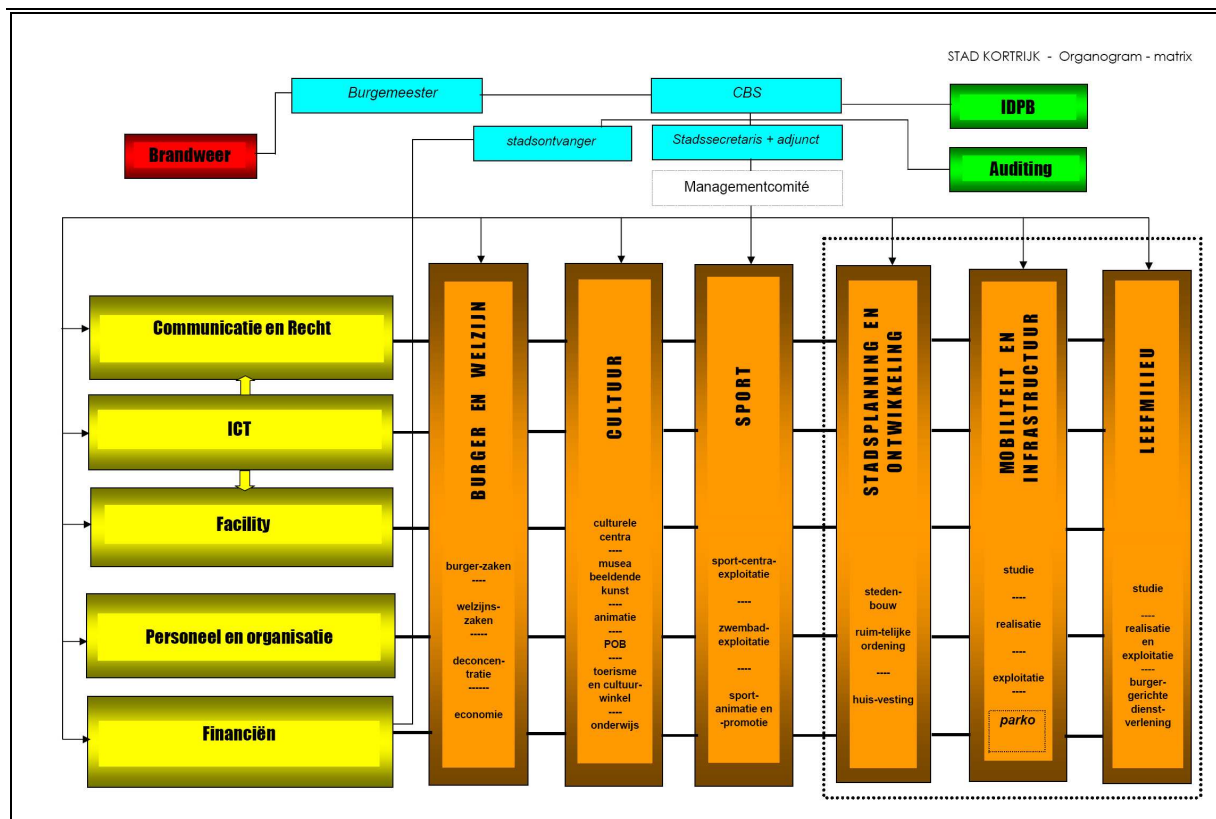 STAD KORTRIJK - Organogram - matrix
Burgemeester
CBS
IDPB
Brandweer
stadsontvanger
Stadssecretaris + adjunct
Auditing
Managementcomité
Communicatie en Recht
ICT
Facility
Personeel en organisatie
Financiën
BURGER EN WELZIJN
burger-zaken
----
welzijns-
zaken
-----
deconcen-
tratie
------
economie
CULTUUR
culturele
centra
----
musea
beeldende
kunst
----
animatie
----
POB
----
toerisme
en cultuur-
winkel
----
onderwijs
SPORT
sport-centra-
exploitatie
----
zwembad-
exploitatie
----
sport-
animatie en
-promotie
STADSPLANNING EN
ONTWIKKELING
steden-
bouw
ruim-telijke
ordening
----
huis-vesting
MOBILITEIT EN
INFRASTRUCTUUR
studie
----
realisatie
----
exploitatie
----
parko
LEEFMILIEU
studie
----
realisatie
en
exploitatie
----
burger-
gerichte
dienst-
verlening